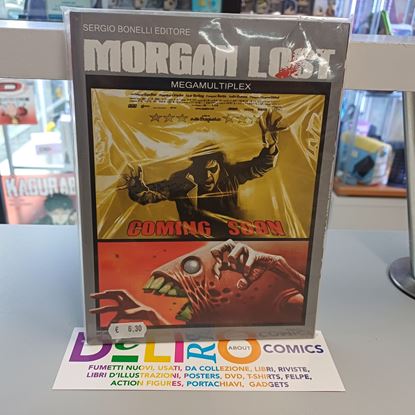 SERGIO BONELLI EDITORE
MORGAN LOST
MEGAMULTIPLEX
COMING SOON
KAGURAB
€ 6,30
DELIRIO
ABOUT
COMICS
FUMETTI NUOVI, USATI, DA COLLEZIONE, LIBRI, RIVISTE,
LIBRI D'ILLUSTRAZIONI, POSTERS, DVD, T-SHIRTS, FELPE,
ACTION FIGURES, PORTACHIAVI, GADGETS